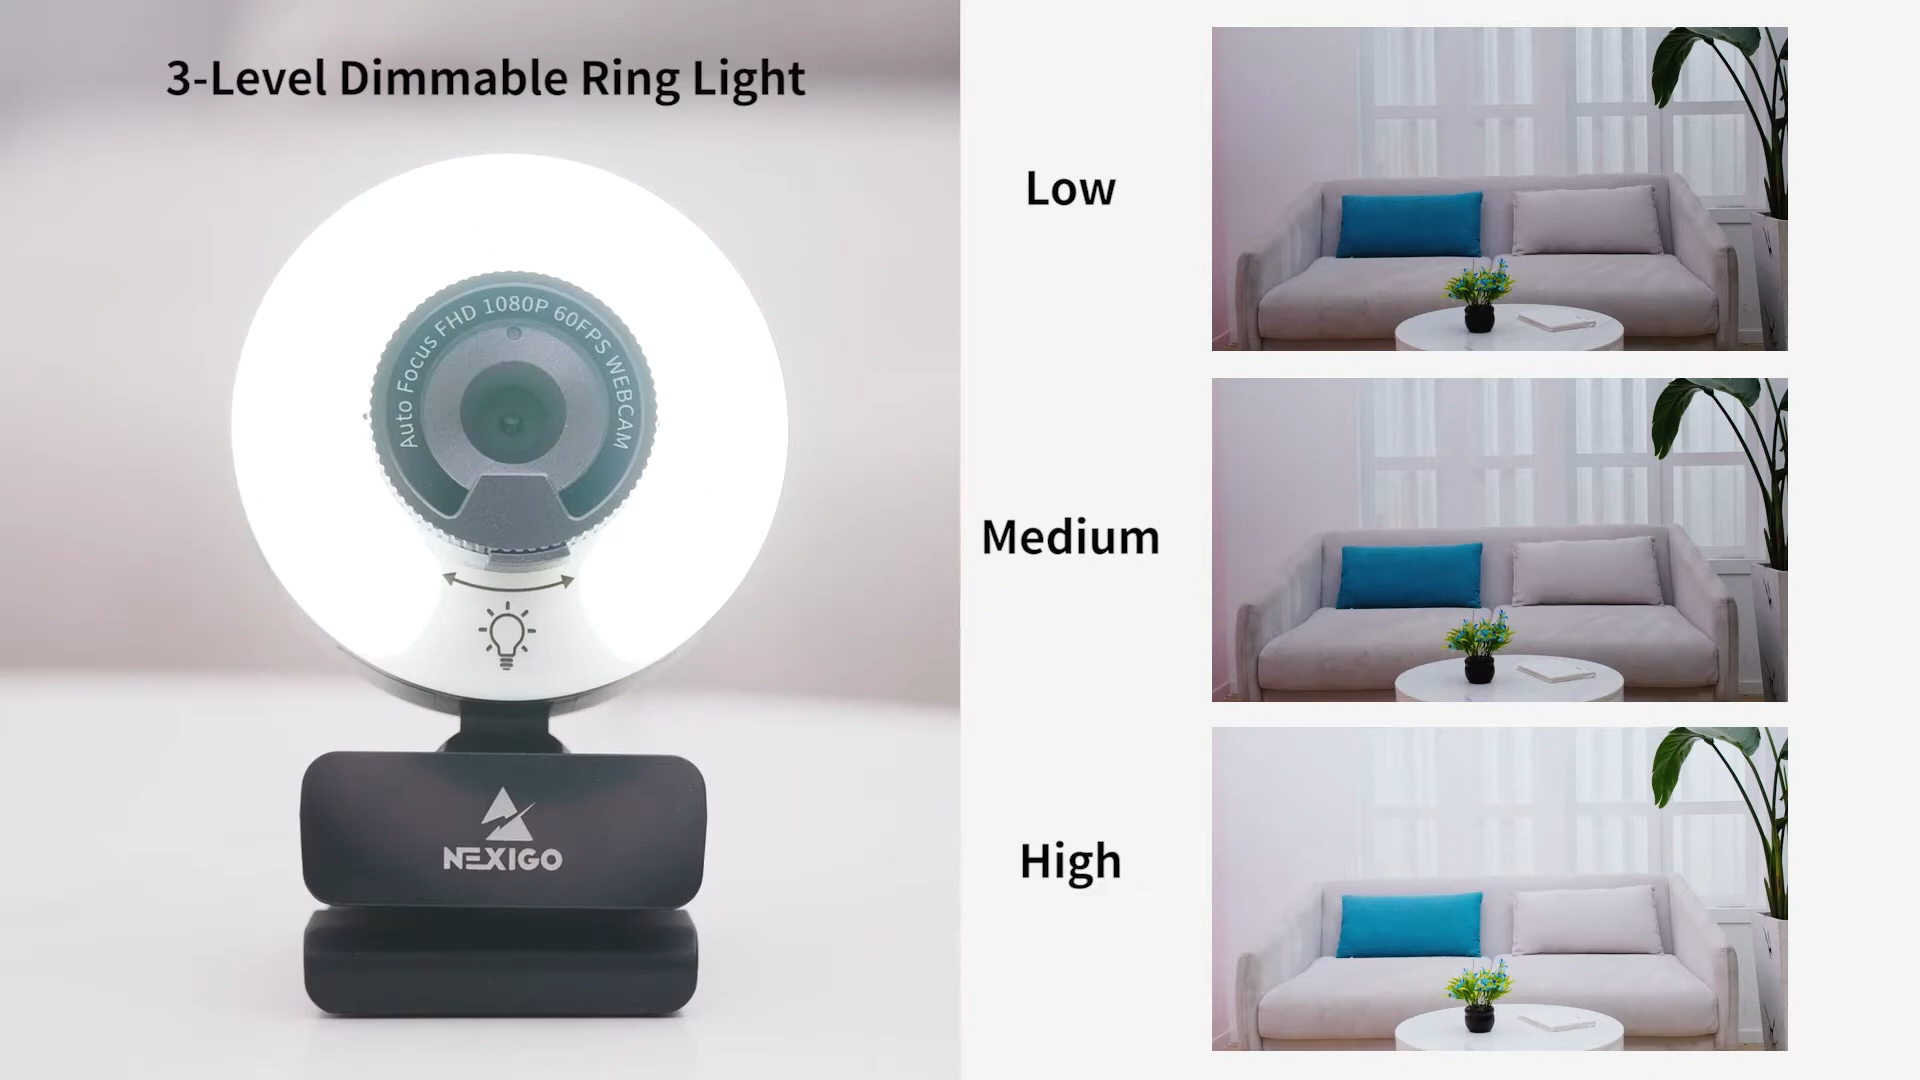 3-Level Dimmable Ring Light
Auto Focus FHD 1080P 60FPS WEBCAM
NEXIGO
Low
Medium
High